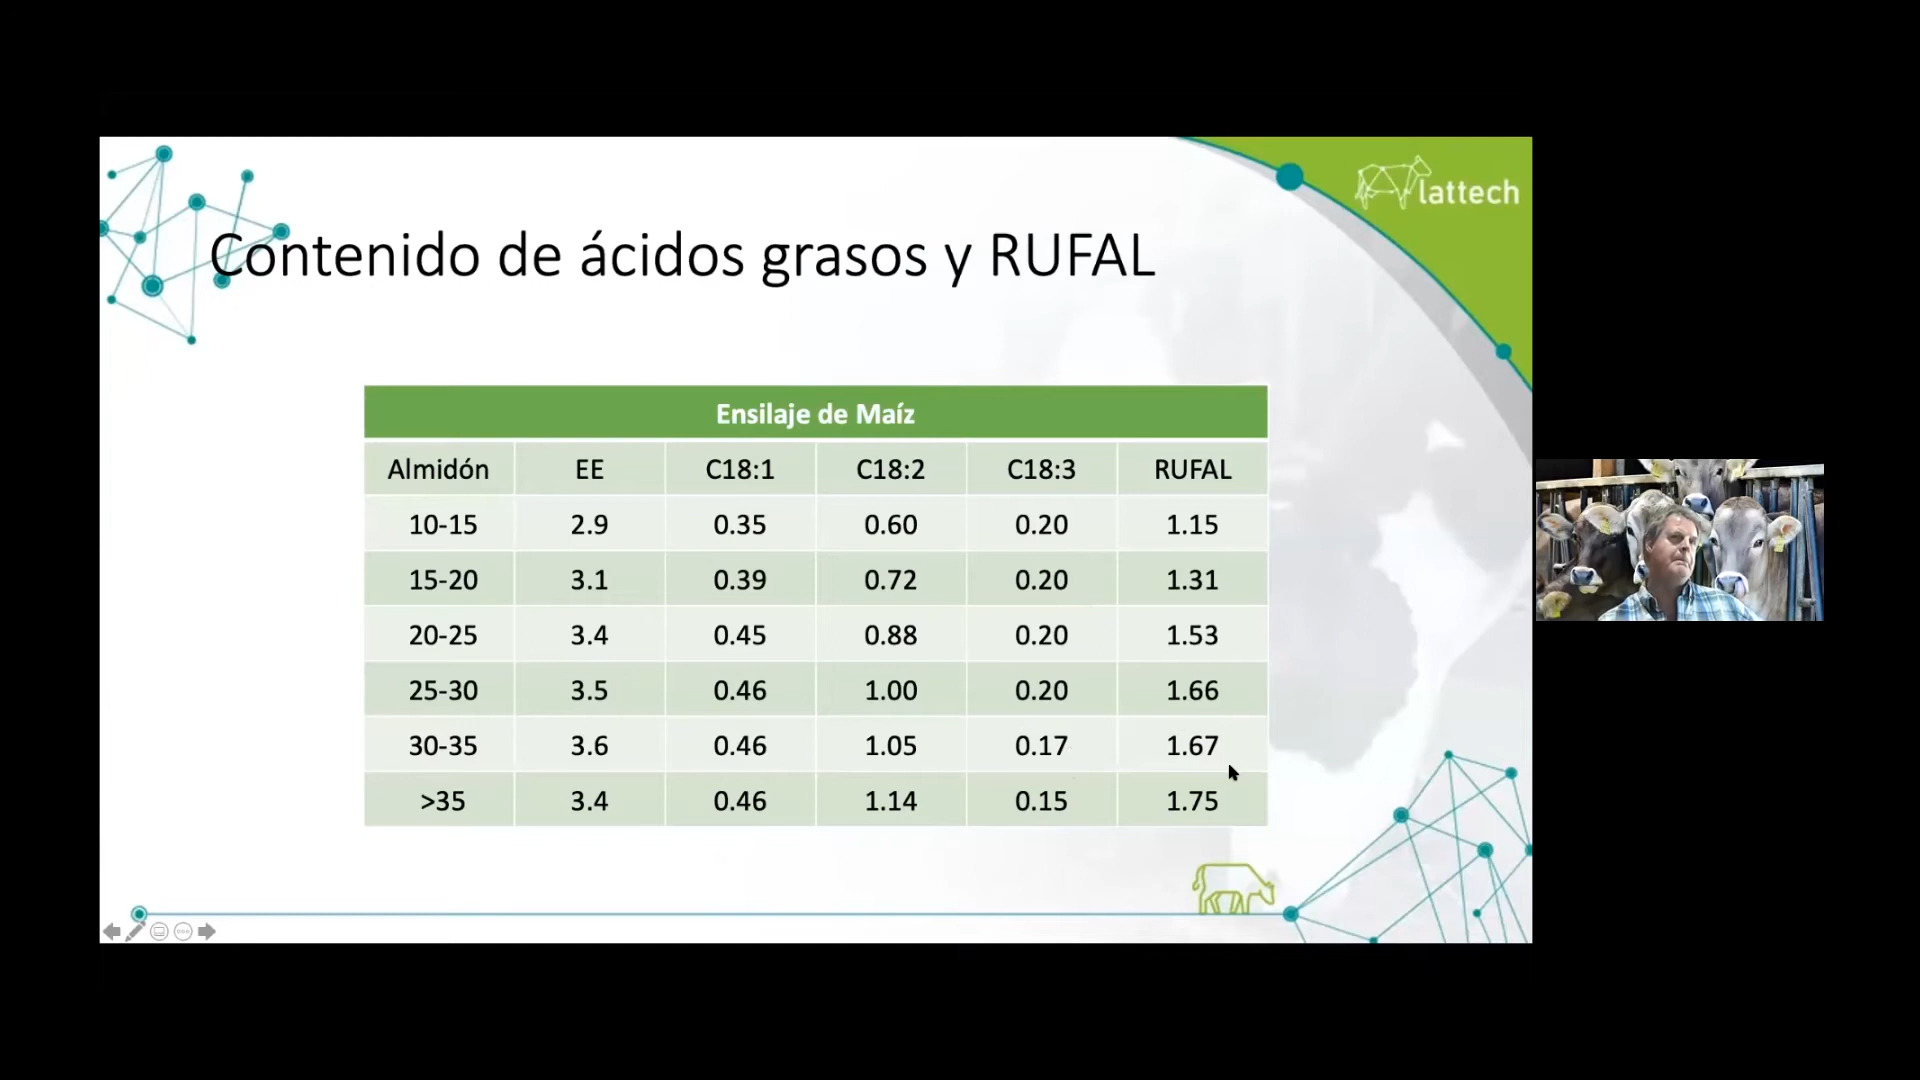 lattech
Contenido de ácidos grasos y RUFAL
Ensilaje de Maíz
Almidón EE C18:1 C18:2 C18:3 RUFAL
10-15 2.9 0.35 0.60 0.20 1.15
15-20 3.1 0.39 0.72 0.20 1.31
20-25 3.4 0.45 0.88 0.20 1.53
25-30 3.5 0.46 1.00 0.20 1.66
30-35 3.6 0.46 1.05 0.17 1.67
>35 3.4 0.46 1.14 0.15 1.75